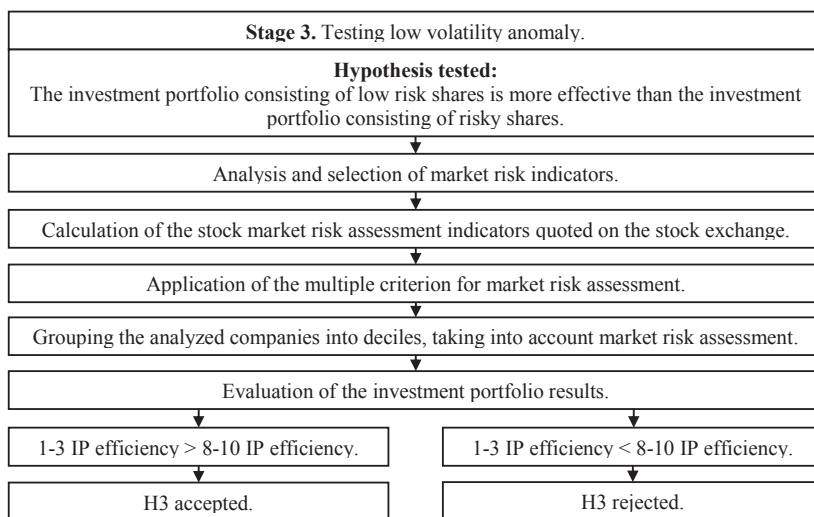 Stage 3. Testing low volatility anomaly.
Hypothesis tested:
The investment portfolio consisting of low risk shares is more effective than the investment
portfolio consisting of risky shares.
Analysis and selection of market risk indicators.
Calculation of the stock market risk assessment indicators quoted on the stock exchange.
Application of the multiple criterion for market risk assessment.
Grouping the analyzed companies into deciles, taking into account market risk assessment.
Evaluation of the investment portfolio results.
1-3 IP efficiency > 8-10 IP efficiency.
1-3 IP efficiency < 8-10 IP efficiency.
H3 accepted.
H3 rejected.